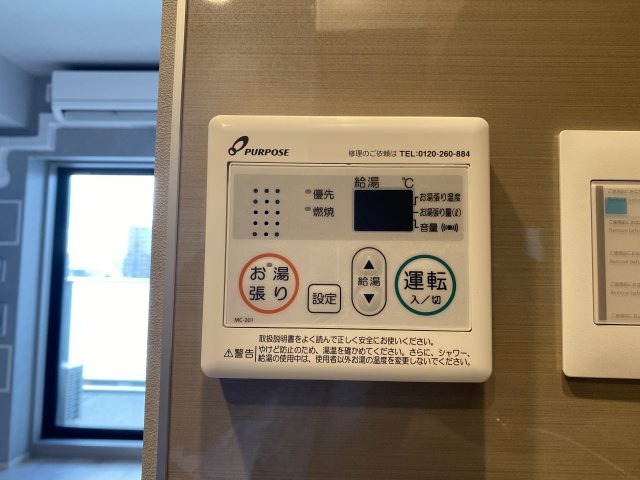 PURPOSE
修理のご依頼は TEL:0120-260-884
給湯 ℃
優先
燃焼
お湯張り温度
お湯張り量(ℓ)
音量
お湯張り
設定
給湯
運転
入/切
MC-201
取扱説明書をよく読んで正しく安全にお使いください。
⚠警告
やけど防止のため、湯温を確かめてください。さらに、シャワー、
給湯の使用中は、使用者以外お湯の温度を変更しないでください。